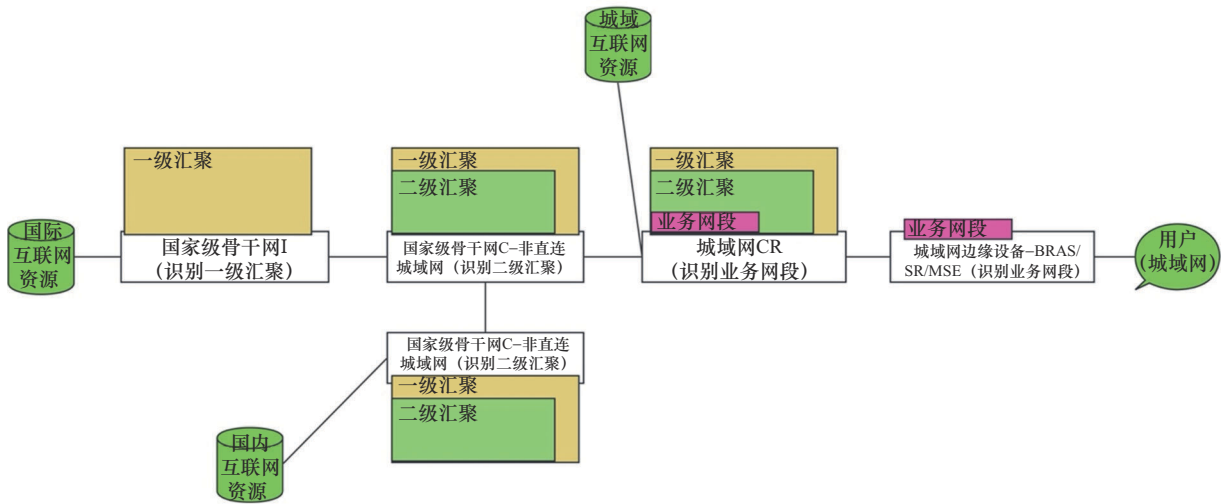 城域
互联网
资源
一级汇聚
一级汇聚
二级汇聚
一级汇聚
二级汇聚
业务网段
业务网段
国际
互联网
资源
国家级骨干网I
（识别一级汇聚）
国家级骨干网C–非直连
城域网（识别二级汇聚）
城域网CR
（识别业务网段）
城域网边缘设备–BRAS/
SR/MSE（识别业务网段）
用户
（城域网）
国家级骨干网C–非直连
城域网（识别二级汇聚）
一级汇聚
二级汇聚
国内
互联网
资源